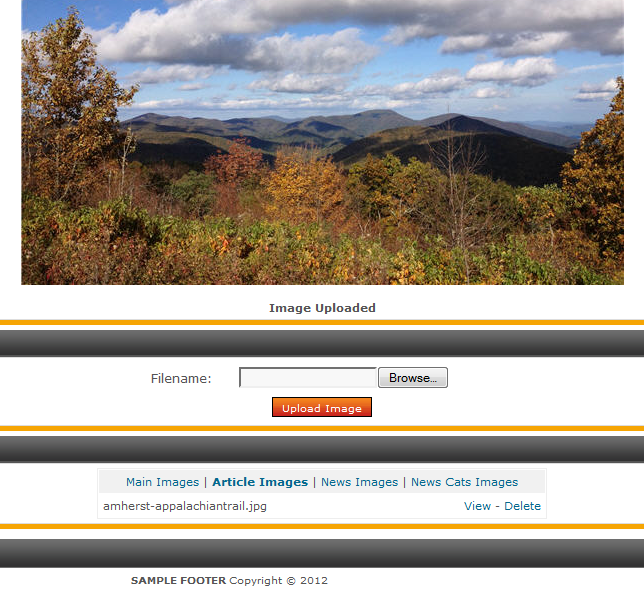 Image Uploaded
Filename: Browse...
Upload Image
Main Images | Article Images | News Images | News Cats Images
amherst-appalachiantrail.jpg View - Delete
SAMPLE FOOTER Copyright © 2012